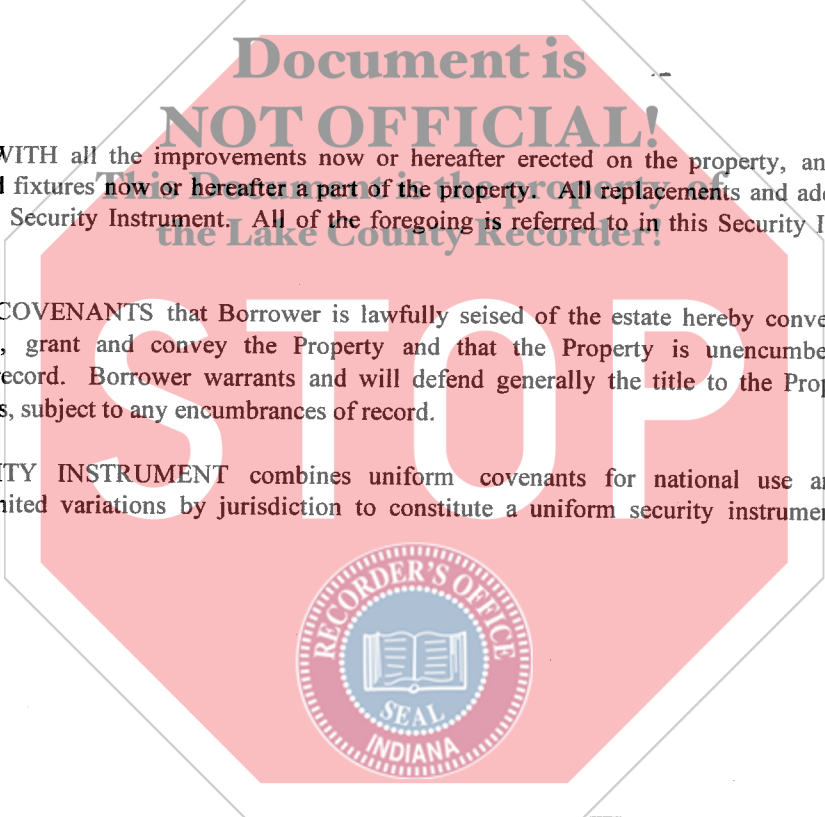 Document is
NOT OFFICIAL!
WITH all the improvements now or hereafter erected on the property, an
fixtures now or hereafter a part of the property. All replacements and add
This Document is the property of
Security Instrument. All of the foregoing is referred to in this Security I
the Lake County Recorder!
COVENANTS that Borrower is lawfully seised of the estate hereby conve
, grant and convey the Property and that the Property is unencumbe
ecord. Borrower warrants and will defend generally the title to the Prop
s, subject to any encumbrances of record.
STOP
ITY INSTRUMENT combines uniform covenants for national use a
ited variations by jurisdiction to constitute a uniform security instrumen
RECORDER'S OFFICE
SEAL
INDIANA